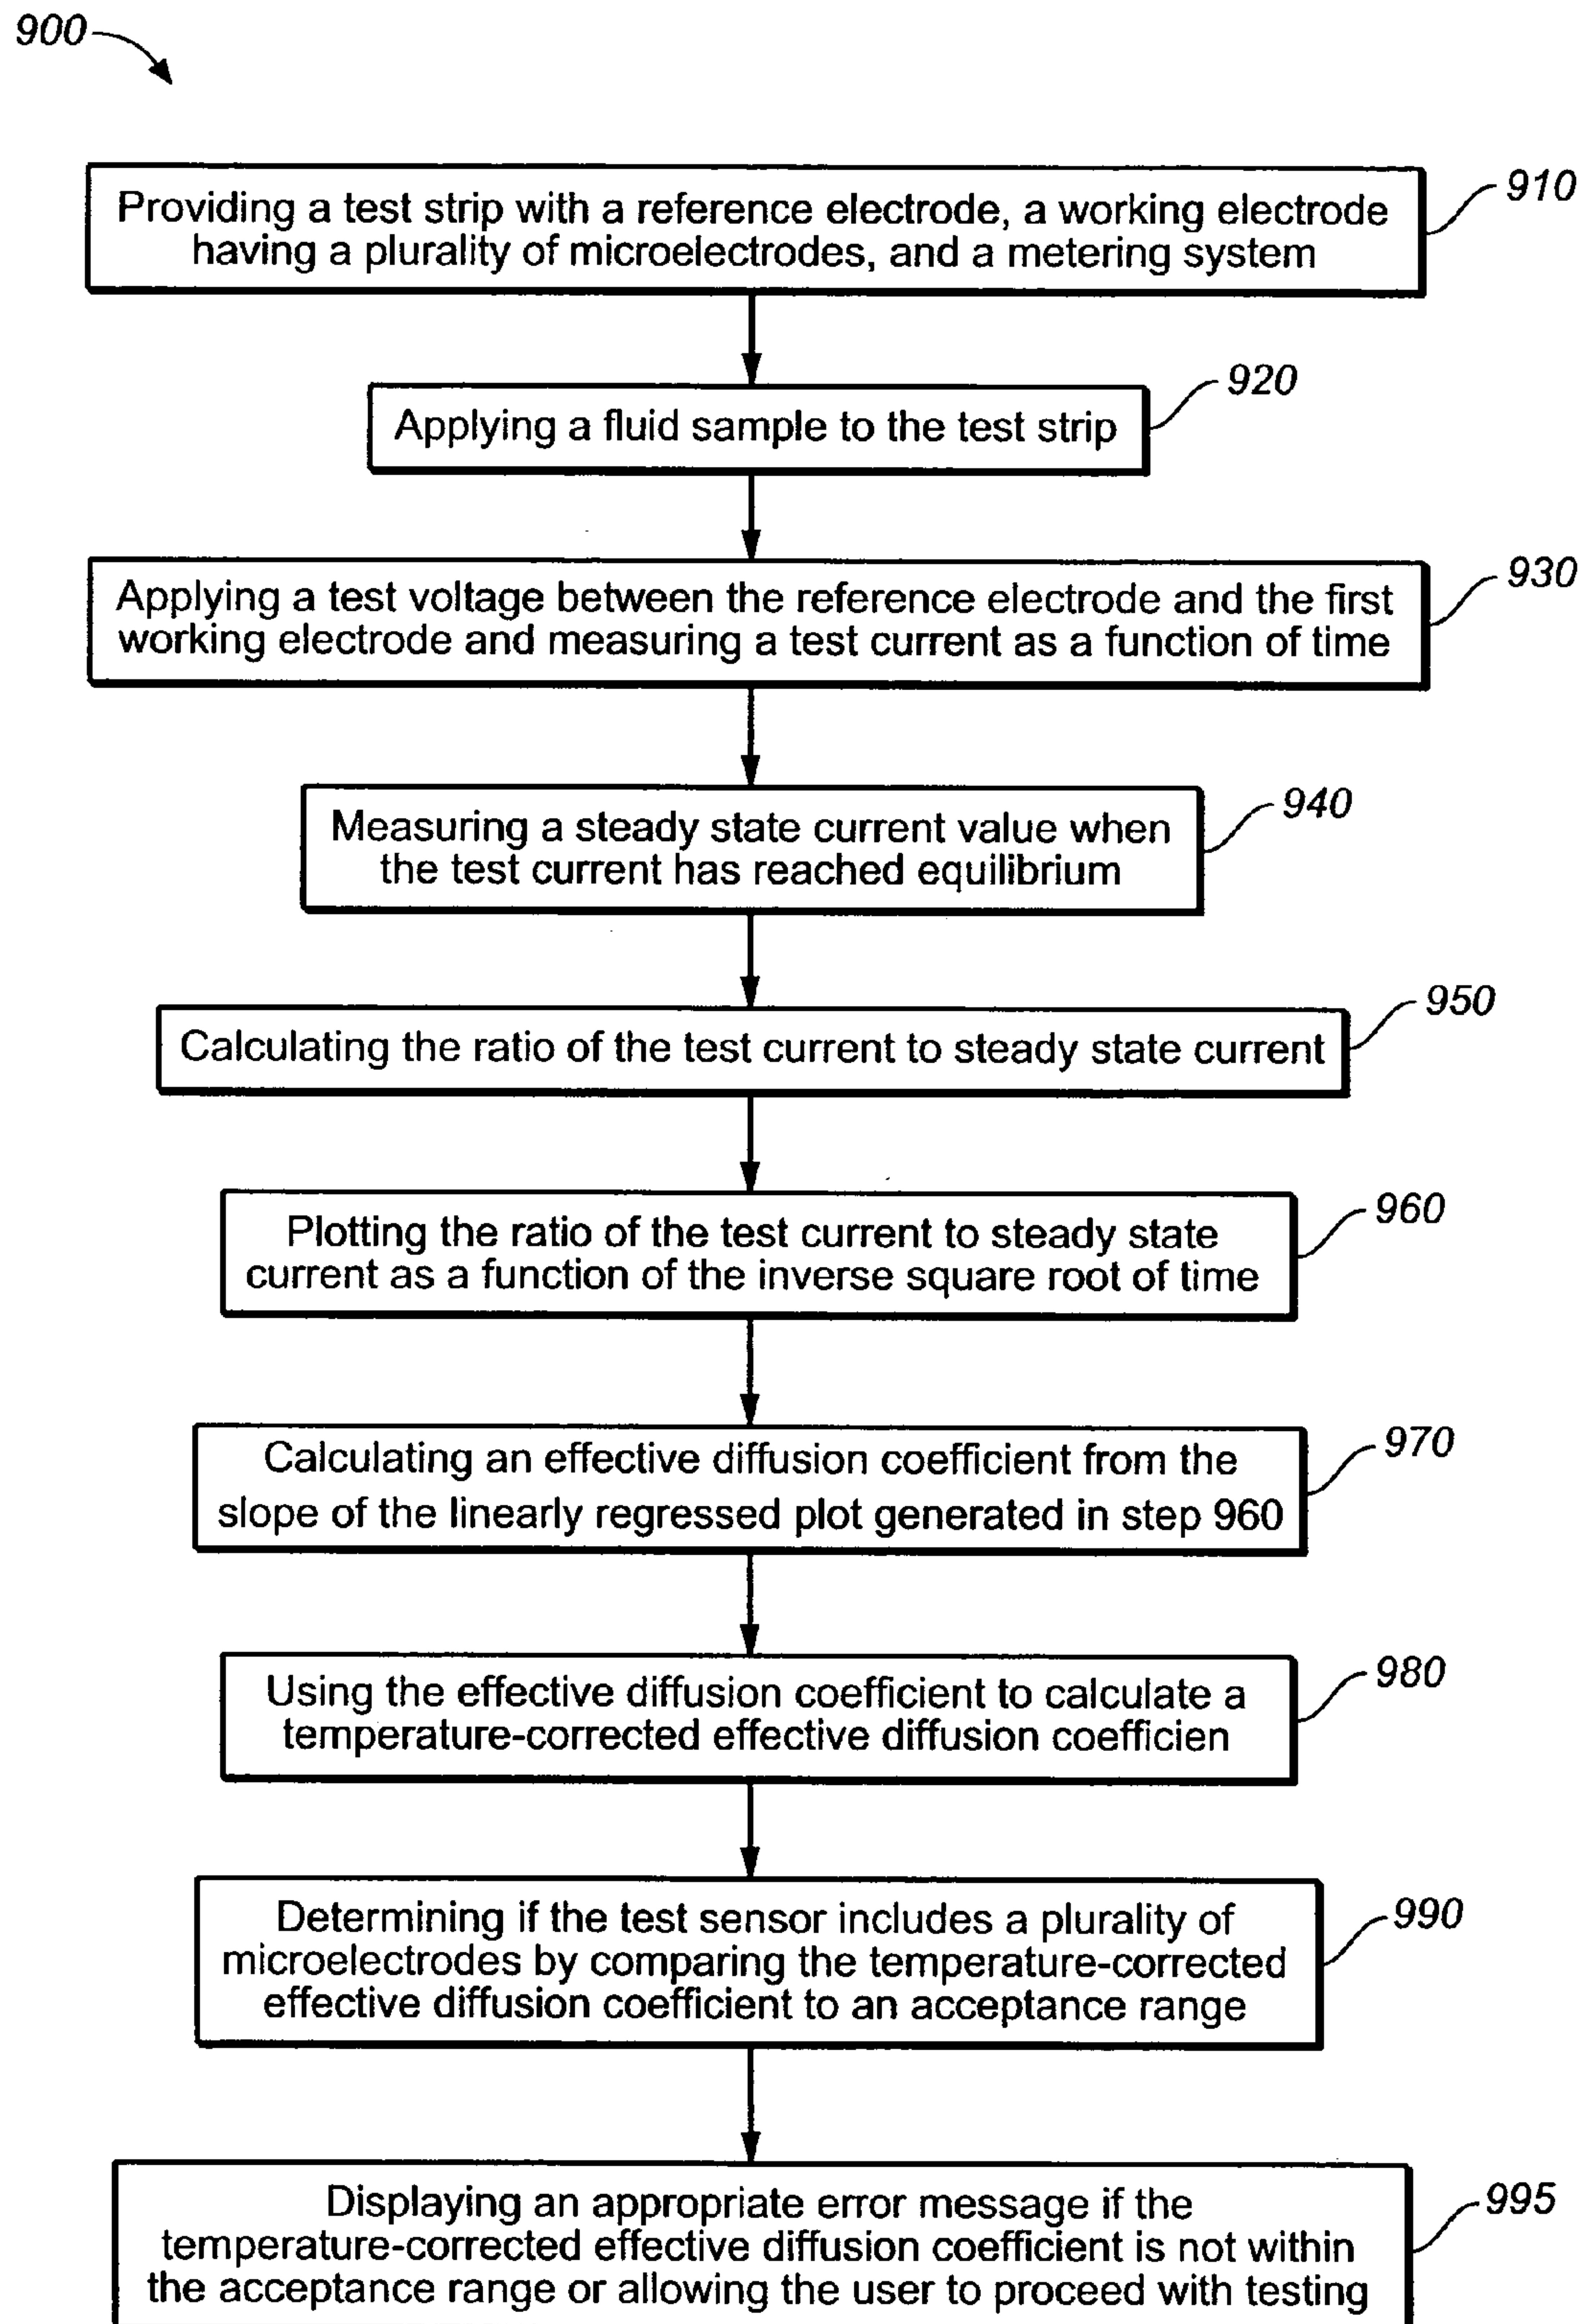 900
Providing a test strip with a reference electrode, a working electrode
having a plurality of microelectrodes, and a metering system
910
Applying a fluid sample to the test strip
920
Applying a test voltage between the reference electrode and the first
working electrode and measuring a test current as a function of time
930
Measuring a steady state current value when
the test current has reached equilibrium
940
Calculating the ratio of the test current to steady state current
950
Plotting the ratio of the test current to steady state
current as a function of the inverse square root of time
960
Calculating an effective diffusion coefficient from the
slope of the linearly regressed plot generated in step 960
970
Using the effective diffusion coefficient to calculate a
temperature-corrected effective diffusion coefficien
980
Determining if the test sensor includes a plurality of
microelectrodes by comparing the temperature-corrected
effective diffusion coefficient to an acceptance range
990
Displaying an appropriate error message if the
temperature-corrected effective diffusion coefficient is not within
the acceptance range or allowing the user to proceed with testing
995